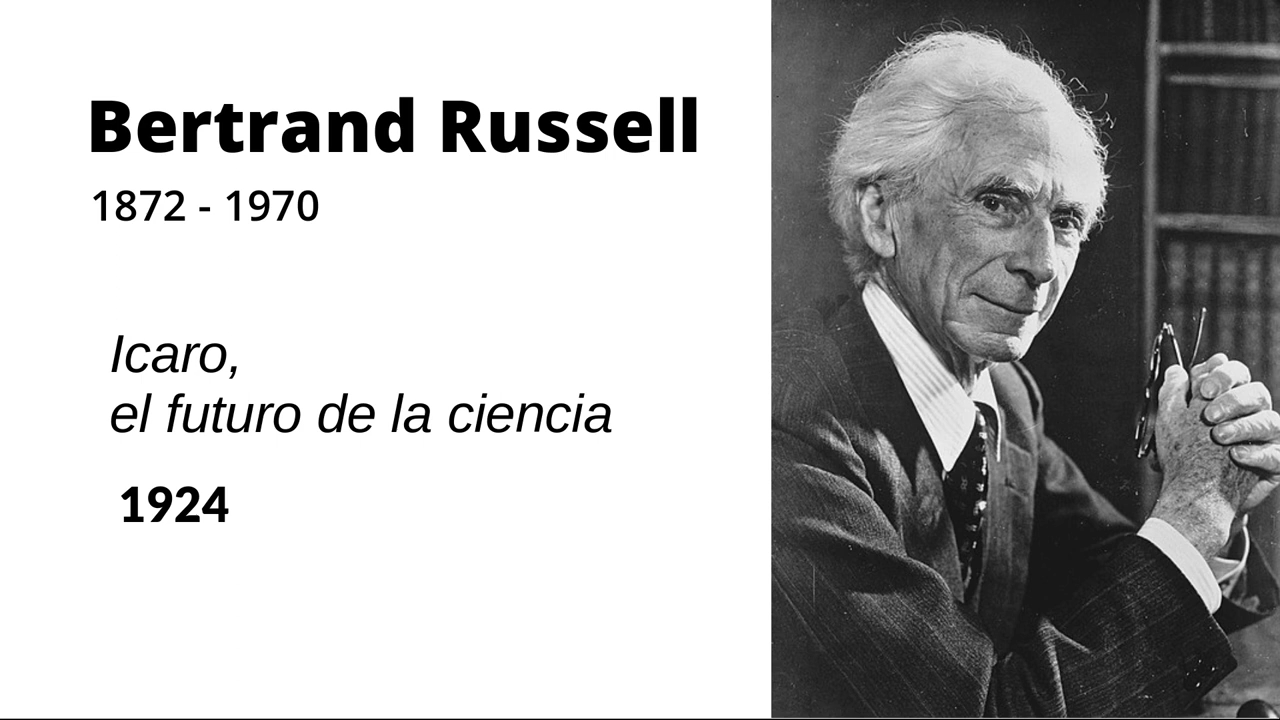 Bertrand Russell
1872 - 1970
Icaro,
el futuro de la ciencia
1924